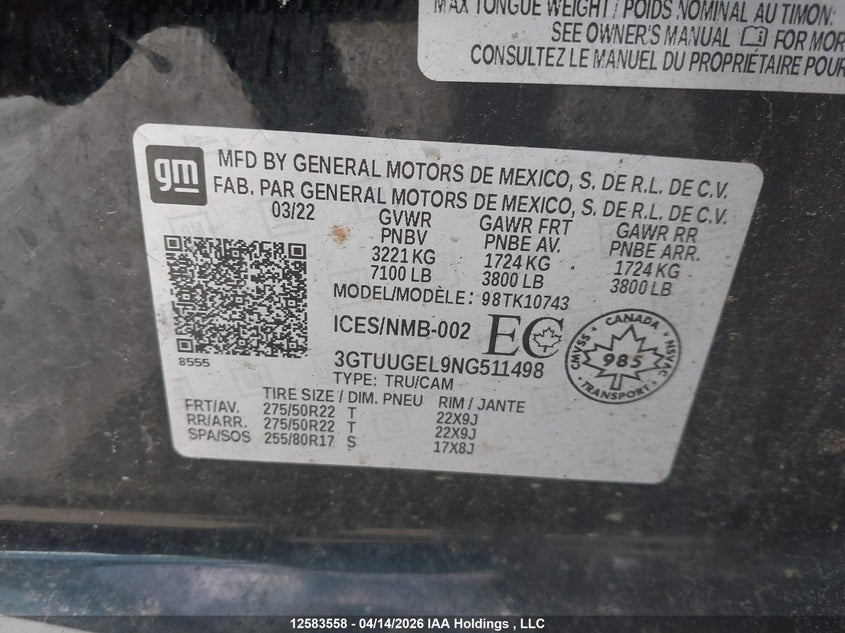 MAX TONGUE WEIGHT / POIDS NOMINAL AU TIMON:
SEE OWNER'S MANUAL FOR MOR
CONSULTEZ LE MANUEL DU PROPRIÉTAIRE POUR
gm
MFD BY GENERAL MOTORS DE MEXICO, S. DE R.L. DE C.V.
FAB. PAR GENERAL MOTORS DE MEXICO, S. DE R.L. DE C.V.
03/22 GVWR GAWR FRT GAWR RR
PNBV PNBE AV. PNBE ARR.
3221 KG 1724 KG 1724 KG
7100 LB 3800 LB 3800 LB
MODEL/MODÈLE: 98TK10743
ICES/NMB-002 EC
CANADA
CMVSS 985 NSVAC
TRANSPORT
8555
3GTUUGEL9NG511498
TYPE: TRU/CAM
TIRE SIZE / DIM. PNEU RIM / JANTE
FRT/AV. 275/50R22 T 22X9J
RR/ARR. 275/50R22 T 22X9J
SPA/SOS 255/80R17 S 17X8J
12583558 - 04/14/2026 IAA Holdings , LLC